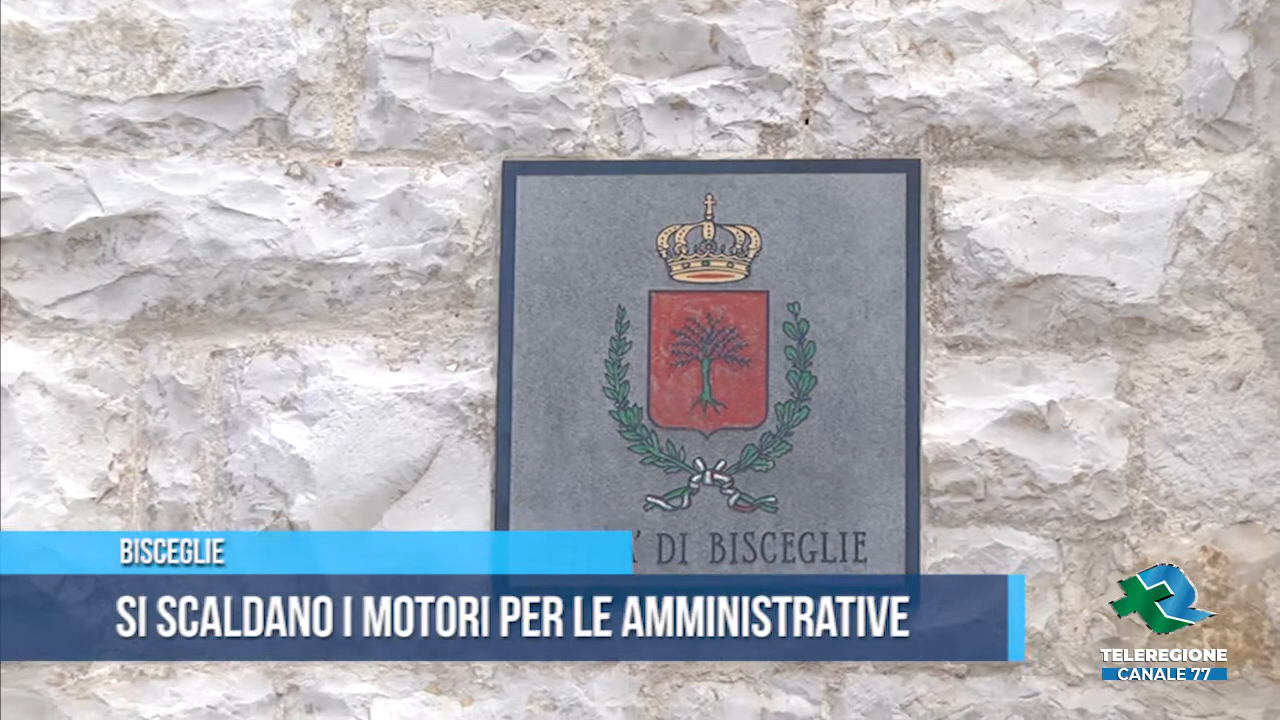 DI BISCEGLIE
BISCEGLIE
SI SCALDANO I MOTORI PER LE AMMINISTRATIVE
TELEREGIONE
CANALE 77